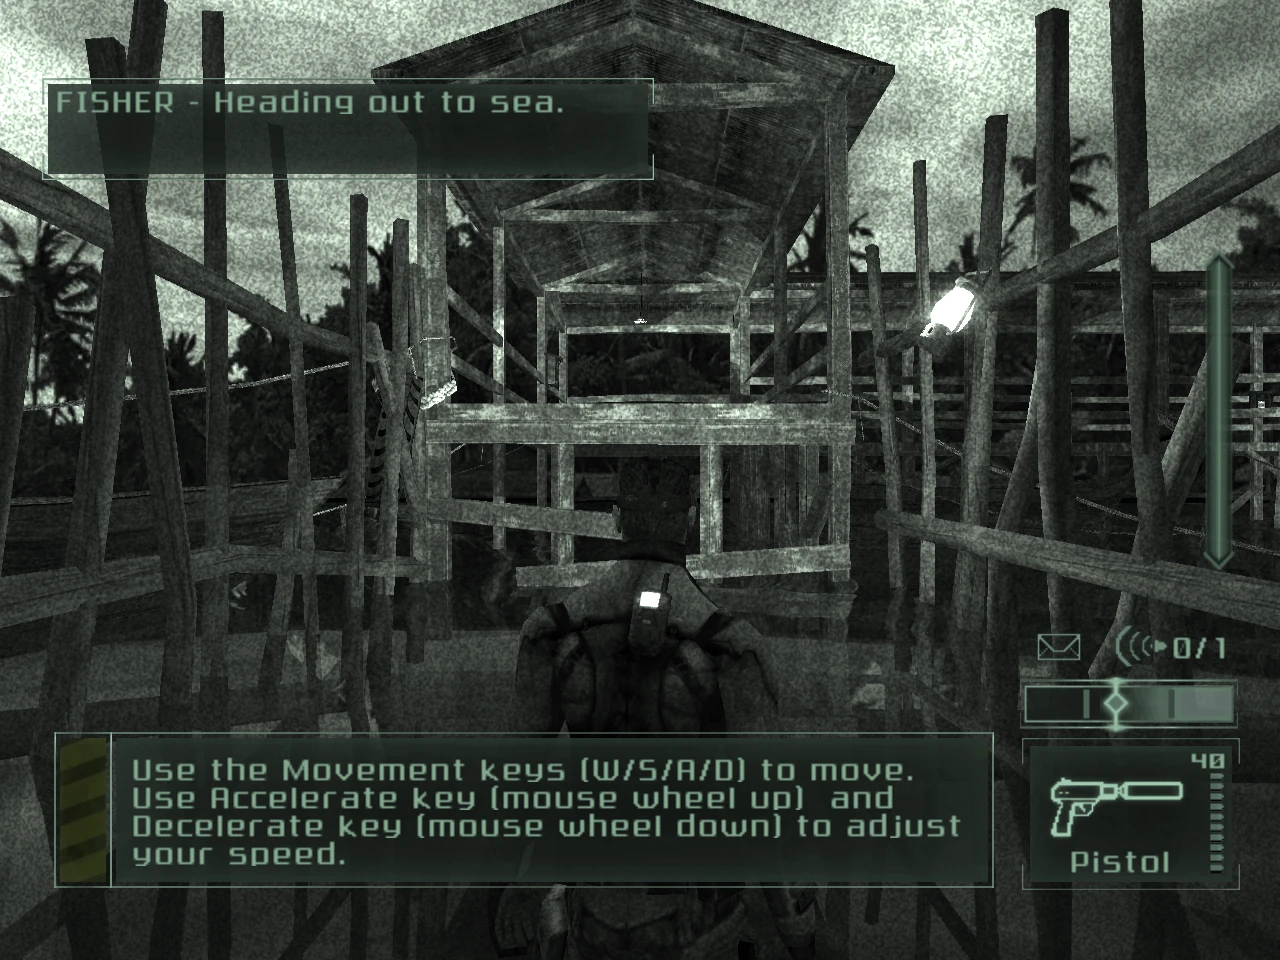 FISHER - Heading out to sea.
0/1
Use the Movement keys (W/S/A/D) to move.
Use Accelerate key (mouse wheel up)  and
Decelerate key (mouse wheel down) to adjust
your speed.
40
Pistol